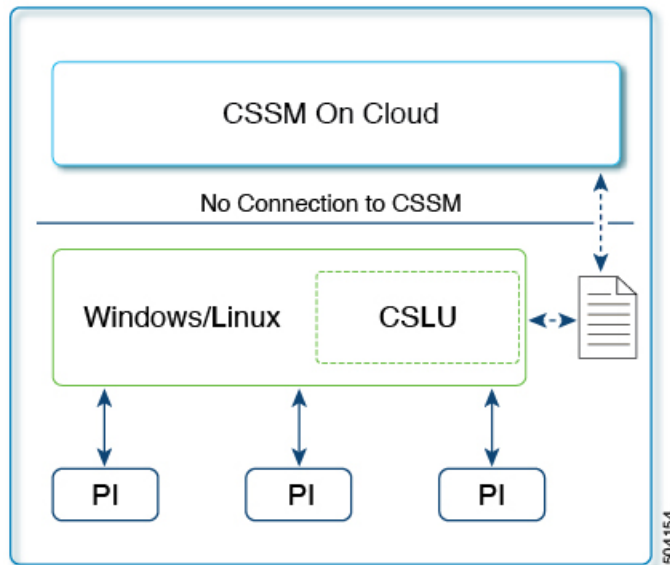 CSSM On Cloud
No Connection to CSSM
Windows/Linux
CSLU
PI
PI
PI
504154